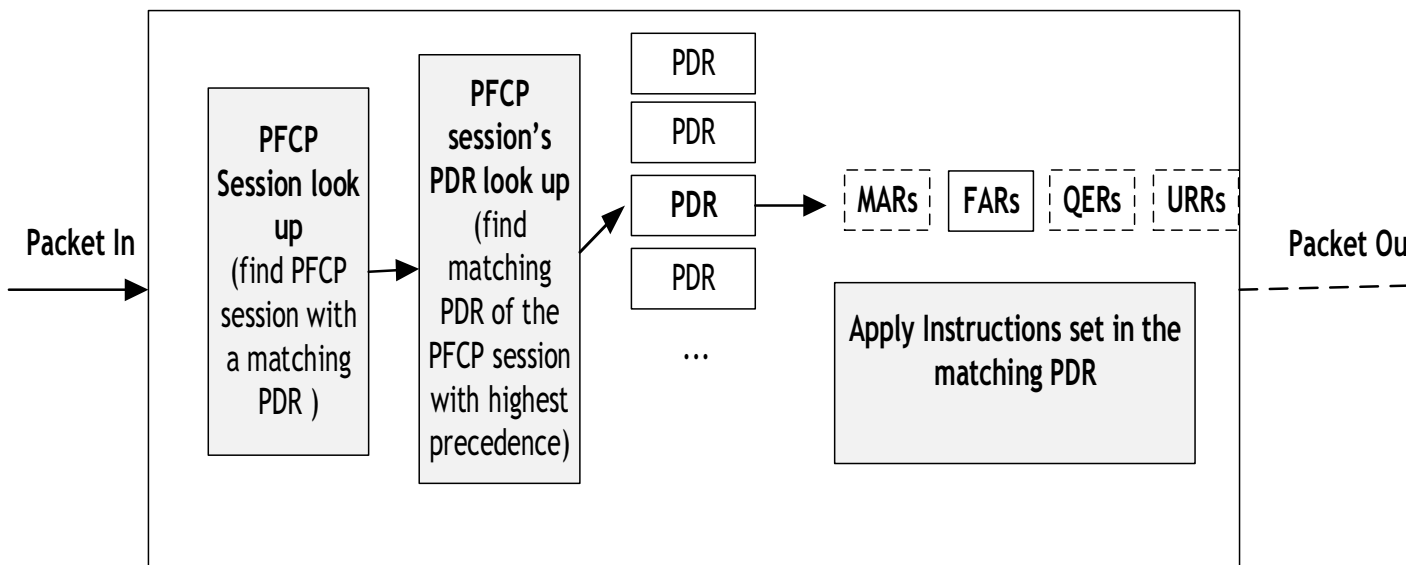 Packet In
PFCP
Session look
up
(find PFCP
session with
a matching
PDR )
PFCP
session’s
PDR look up
(find
matching
PDR of the
PFCP session
with highest
precedence)
PDR
PDR
PDR
PDR
...
MARs
FARs
QERs
URRs
Apply Instructions set in the
matching PDR
Packet Ou